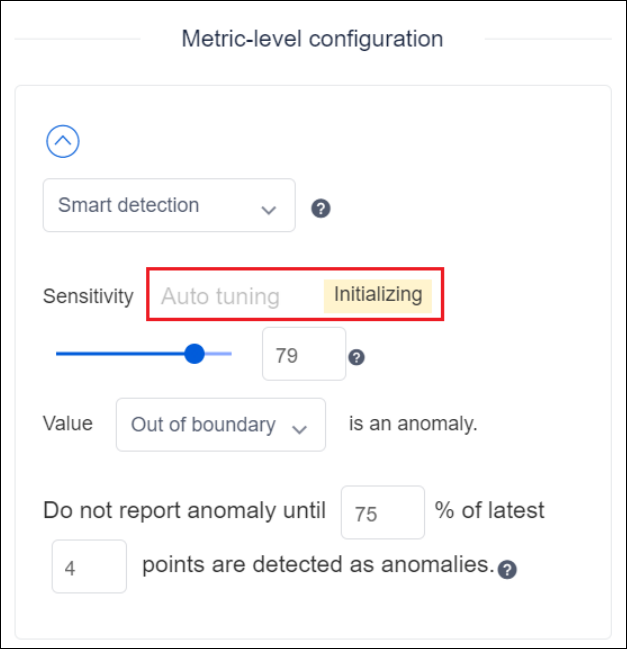 Metric-level configuration
Smart detection ?
Sensitivity Auto tuning Initializing
79 ?
Value Out of boundary is an anomaly.
Do not report anomaly until 75 % of latest
4 points are detected as anomalies. ?